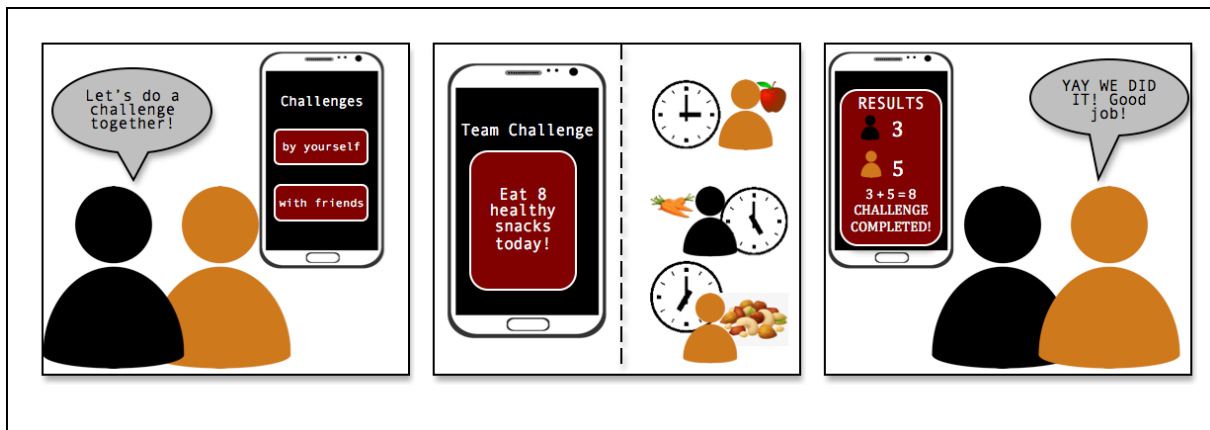 Let's do a
challenge
together!
Challenges
by yourself
with friends
Team Challenge
Eat 8
healthy
snacks
today!
RESULTS
3
5
3+5=8
CHALLENGE
COMPLETED!
YAY WE DID
IT! Good
job!